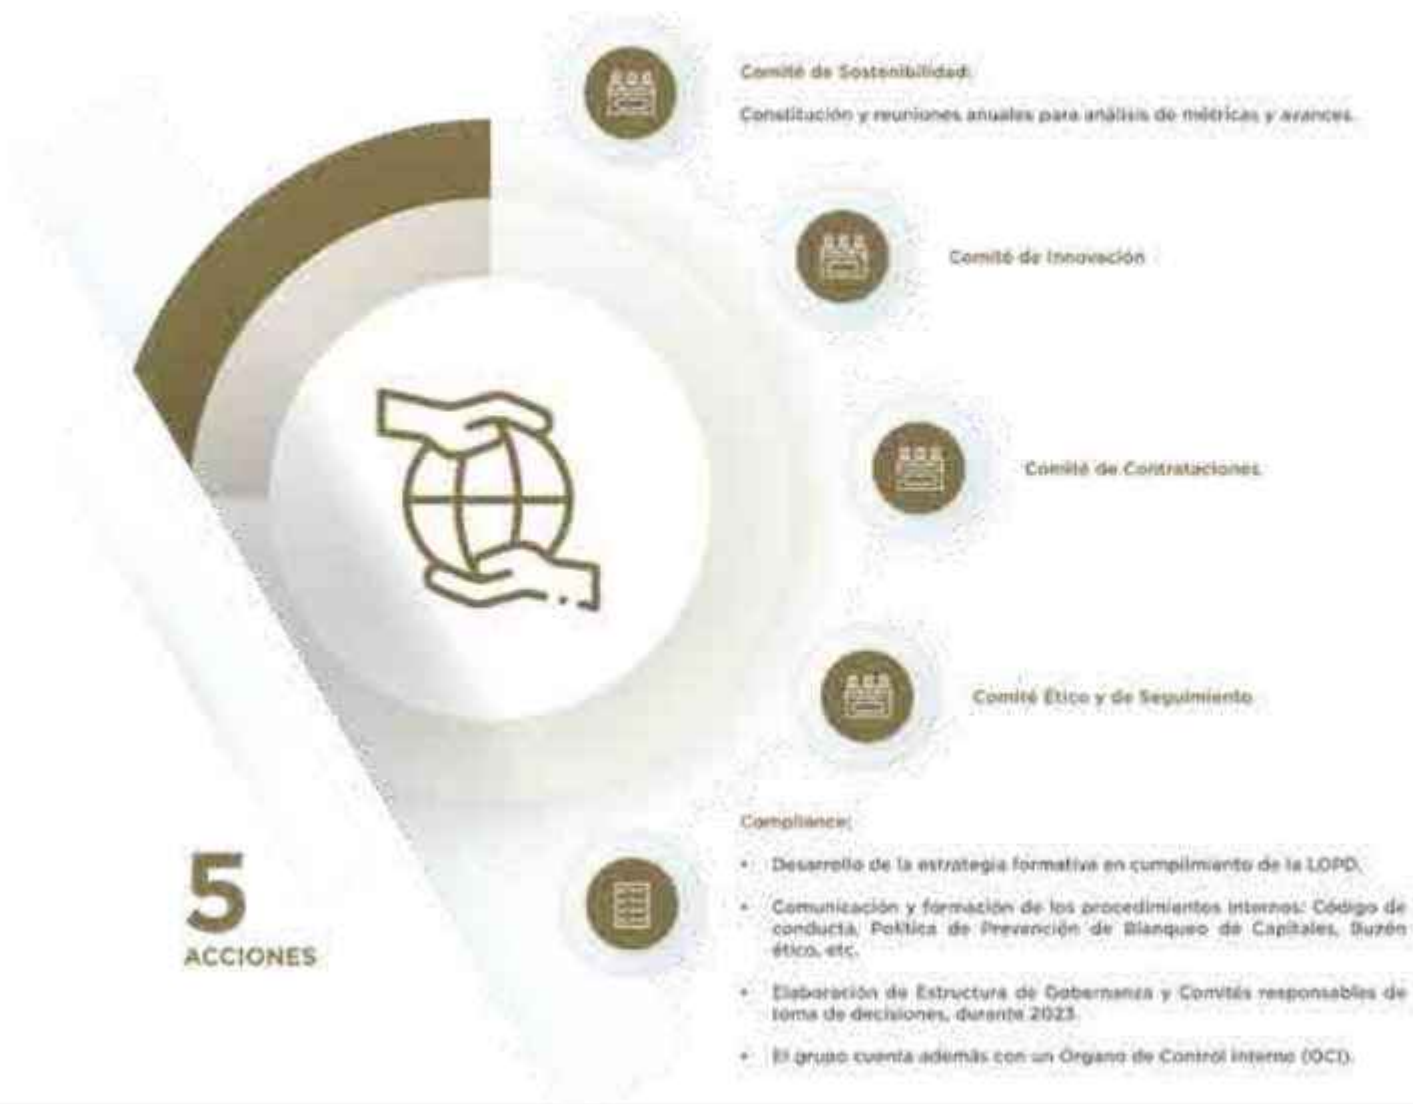 Comité de Sostenibilidad:
Constitución y reuniones anuales para análisis de métricas y avances.
Comité de Innovación
Comité de Contrataciones
Comité Ético y de Seguimiento
5
ACCIONES
Compliance:
• Desarrollo de la estrategia formativa en cumplimiento de la LOPD.
• Comunicación y formación de los procedimientos internos: Código de
conducta, Política de Prevención de Blanqueo de Capitales, Buzón
ético, etc.
• Elaboración de Estructura de Gobernanza y Comités responsables de
toma de decisiones, durante 2023.
• El grupo cuenta además con un Órgano de Control Interno (OCI).